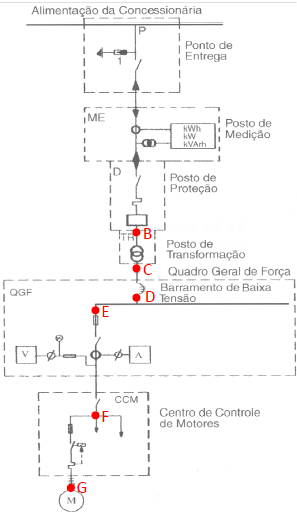 Alimentação da Concessionária
P
Ponto de
Entrega
1
ME
kWh
kW
kVArh
Posto de
Medição
D
Posto de
Proteção
B
TR
Posto de
Transformação
C
Quadro Geral de Força
QGF
Barramento de Baixa
Tensão
D
E
V
A
CCM
Centro de Controle
de Motores
F
G
M